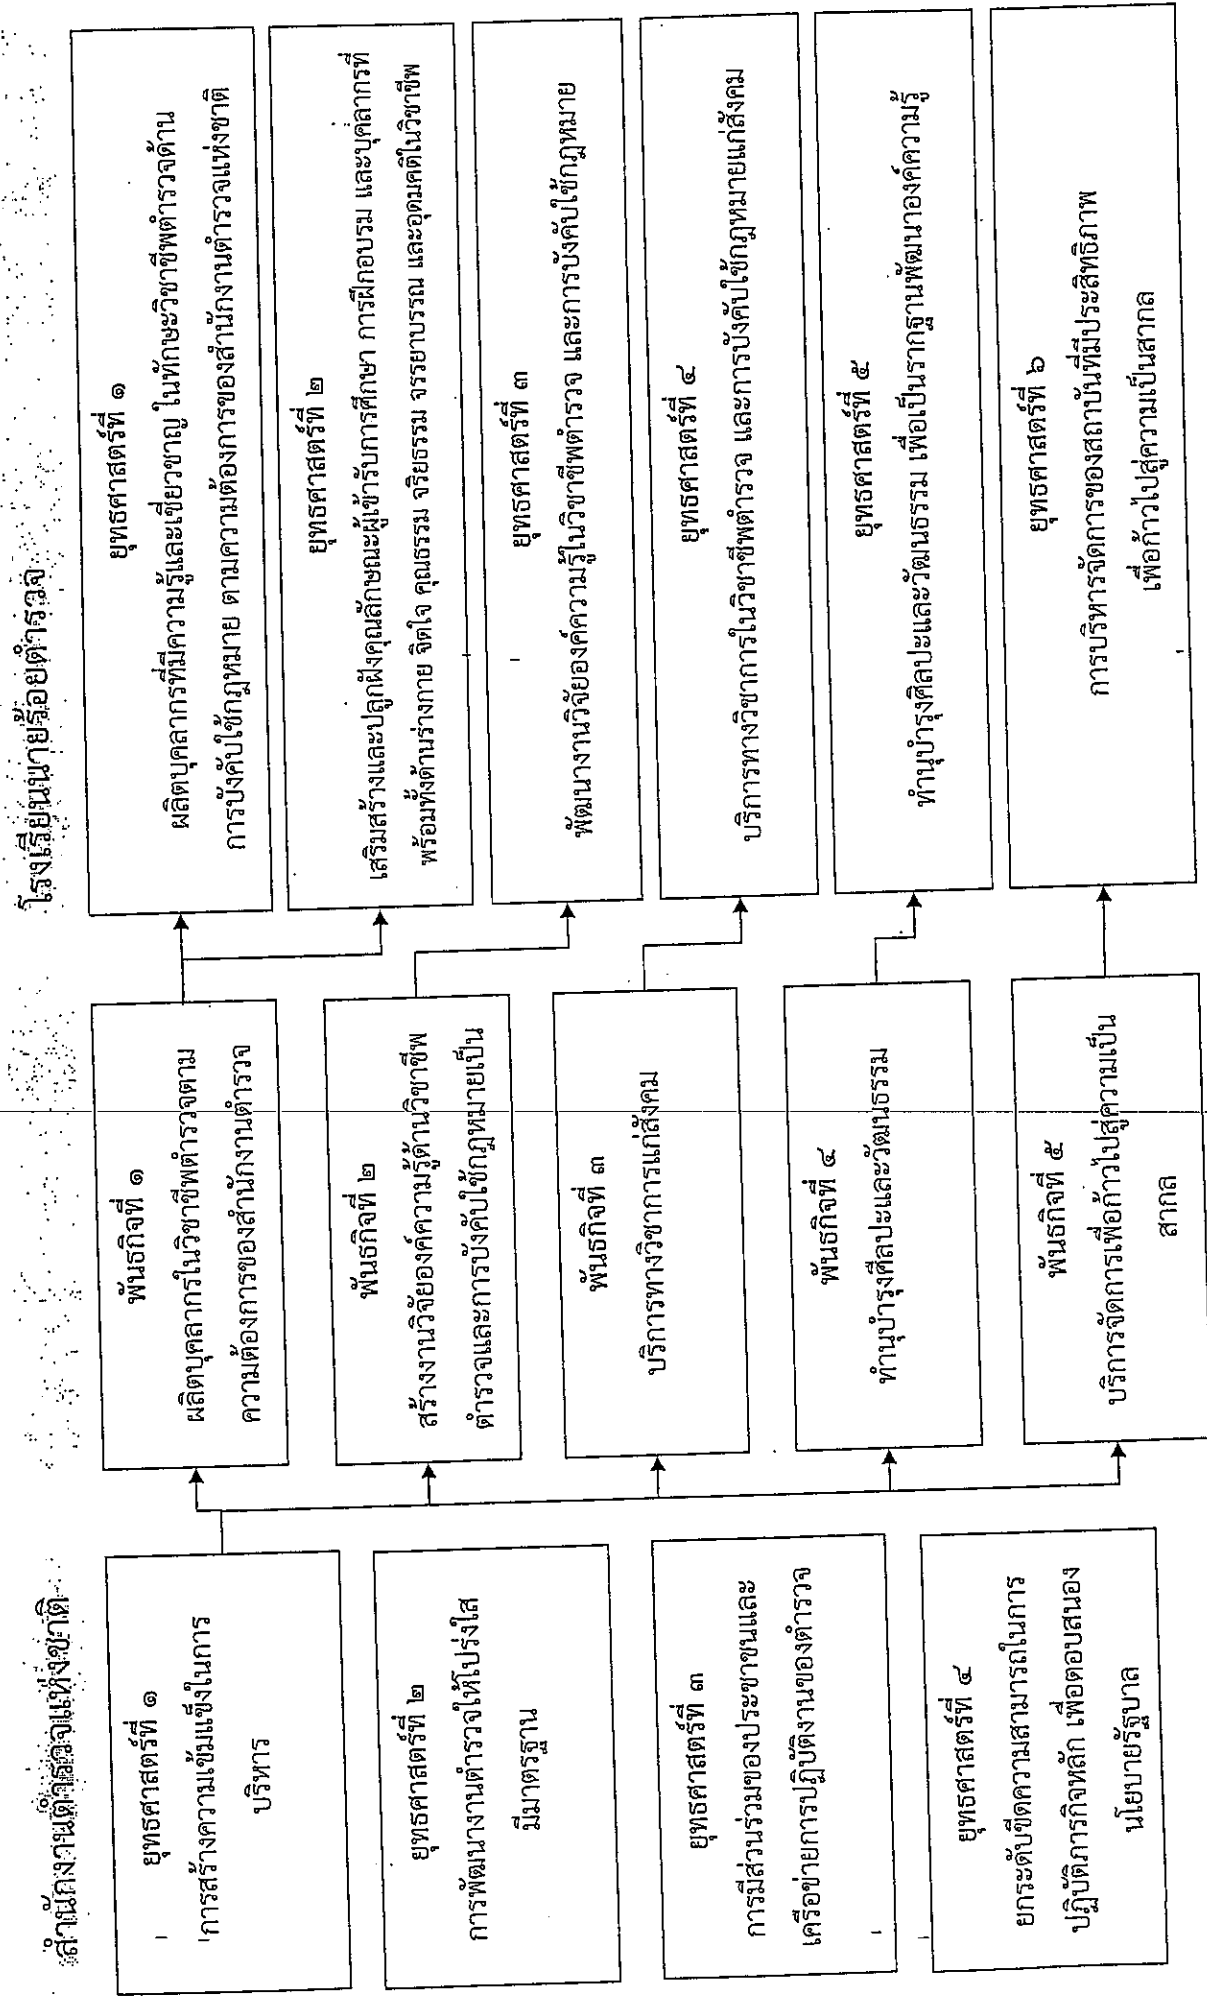 สำนักงานตำรวจแห่งชาติ
โรงเรียนนายร้อยตำรวจ
ยุทธศาสตร์ที่ ๑
การสร้างความเข้มแข็งในการ
บริหาร
ยุทธศาสตร์ที่ ๒
การพัฒนางานตำรวจให้โปร่งใส
มีมาตรฐาน
ยุทธศาสตร์ที่ ๓
การมีส่วนร่วมของประชาชนและ
เครือข่ายการปฏิบัติงานของตำรวจ
ยุทธศาสตร์ที่ ๔
ยกระดับขีดความสามารถในการ
ปฏิบัติภารกิจหลัก เพื่อตอบสนอง
นโยบายรัฐบาล
พันธกิจที่ ๑
ผลิตบุคลากรในวิชาชีพตำรวจตาม
ความต้องการของสำนักงานตำรวจ
พันธกิจที่ ๒
สร้างงานวิจัยองค์ความรู้ด้านวิชาชีพ
ตำรวจและการบังคับใช้กฎหมายเป็น
พันธกิจที่ ๓
บริการทางวิชาการแก่สังคม
พันธกิจที่ ๔
ทำนุบำรุงศิลปะและวัฒนธรรม
พันธกิจที่ ๕
บริการจัดการเพื่อก้าวไปสู่ความเป็น
สากล
ยุทธศาสตร์ที่ ๑
ผลิตบุคลากรที่มีความรู้และเชี่ยวชาญ ในทักษะวิชาชีพตำรวจด้าน
การบังคับใช้กฎหมาย ตามความต้องการของสำนักงานตำรวจแห่งชาติ
ยุทธศาสตร์ที่ ๒
เสริมสร้างและปลูกฝังคุณลักษณะผู้เข้ารับการศึกษา การฝึกอบรม และบุคลากรที่
พร้อมทั้งด้านร่างกาย จิตใจ คุณธรรม จริยธรรม จรรยาบรรณ และอุดมคติในวิชาชีพ
ยุทธศาสตร์ที่ ๓
พัฒนางานวิจัยองค์ความรู้ในวิชาชีพตำรวจ และการบังคับใช้กฎหมาย
ยุทธศาสตร์ที่ ๔
บริการทางวิชาการในวิชาชีพตำรวจ และการบังคับใช้กฎหมายแก่สังคม
ยุทธศาสตร์ที่ ๕
ทำนุบำรุงศิลปะและวัฒนธรรม เพื่อเป็นรากฐานพัฒนาองค์ความรู้
ยุทธศาสตร์ที่ ๖
การบริหารจัดการของสถาบันที่มีประสิทธิภาพ
เพื่อก้าวไปสู่ความเป็นสากล